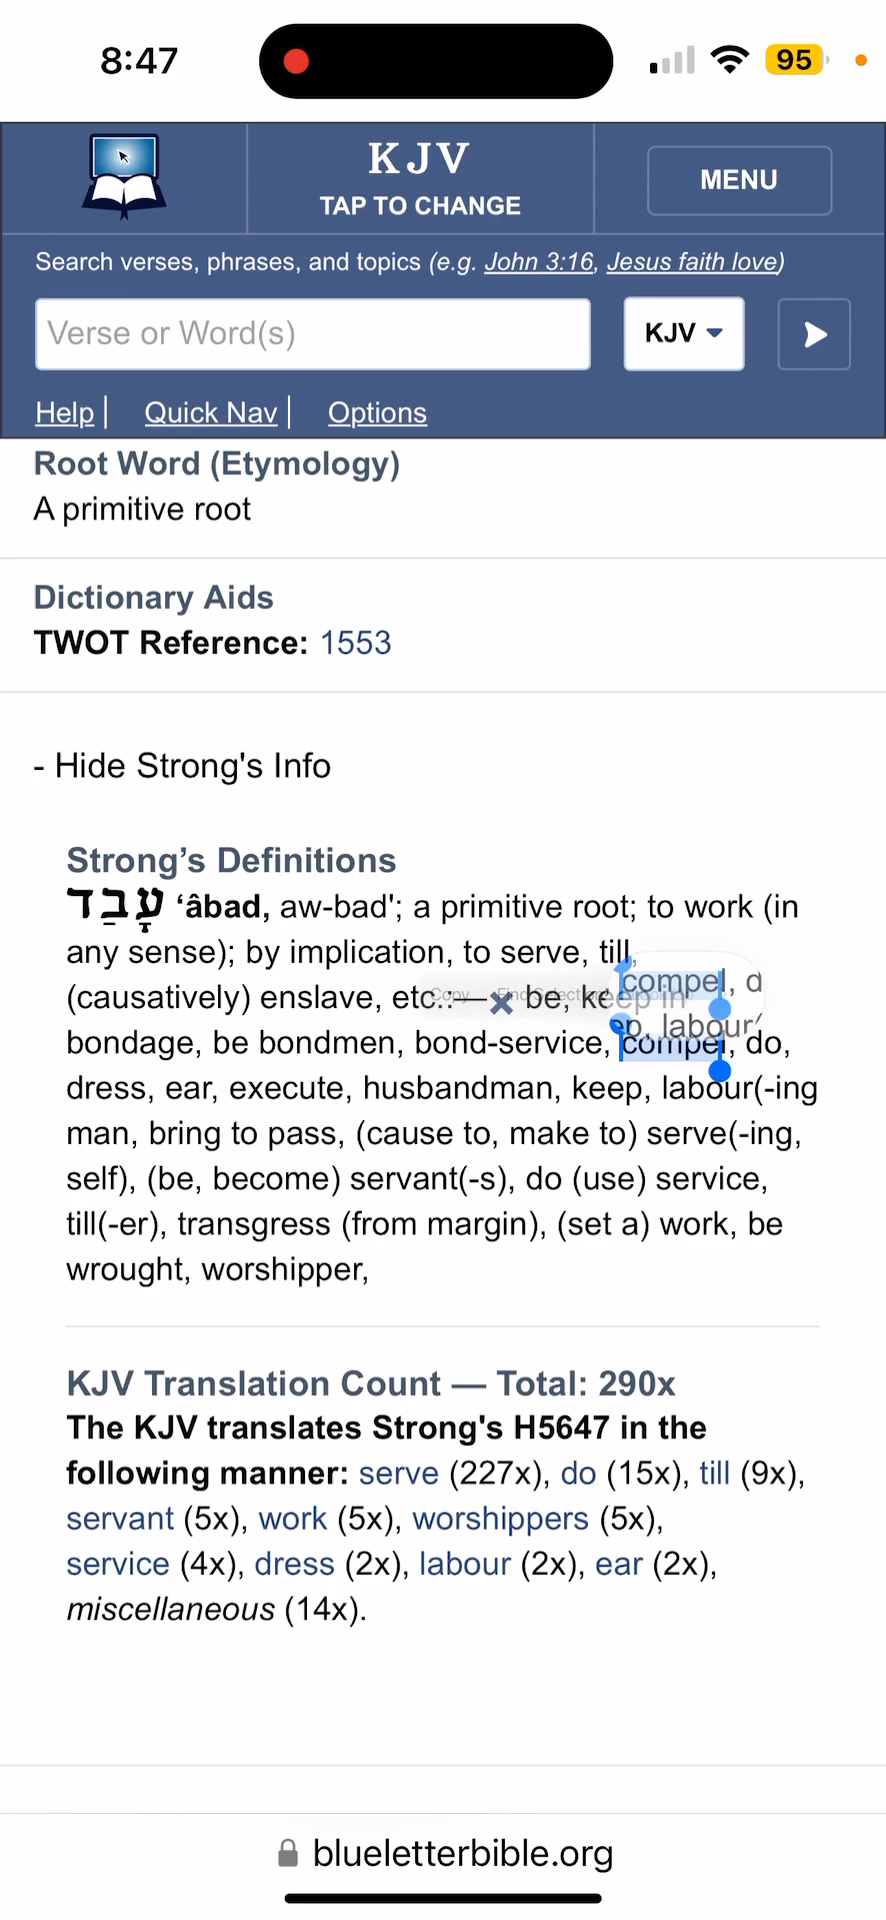 8:47
95
KJV
TAP TO CHANGE
MENU
Search verses, phrases, and topics (e.g. John 3:16, Jesus faith love)
Verse or Word(s)
KJV
Help | Quick Nav | Options
Root Word (Etymology)
A primitive root
Dictionary Aids
TWOT Reference: 1553
- Hide Strong's Info
Strong’s Definitions
עָבַד ʻâbad, aw-bad'; a primitive root; to work (in
any sense); by implication, to serve, till,
(causatively) enslave, etc.:—× be, keep in
bondage, be bondmen, bond-service, compel, do,
dress, ear, execute, husbandman, keep, labour(-ing
man, bring to pass, (cause to, make to) serve(-ing,
self), (be, become) servant(-s), do (use) service,
till(-er), transgress (from margin), (set a) work, be
wrought, worshipper,
KJV Translation Count — Total: 290x
The KJV translates Strong's H5647 in the
following manner: serve (227x), do (15x), till (9x),
servant (5x), work (5x), worshippers (5x),
service (4x), dress (2x), labour (2x), ear (2x),
miscellaneous (14x).
blueletterbible.org